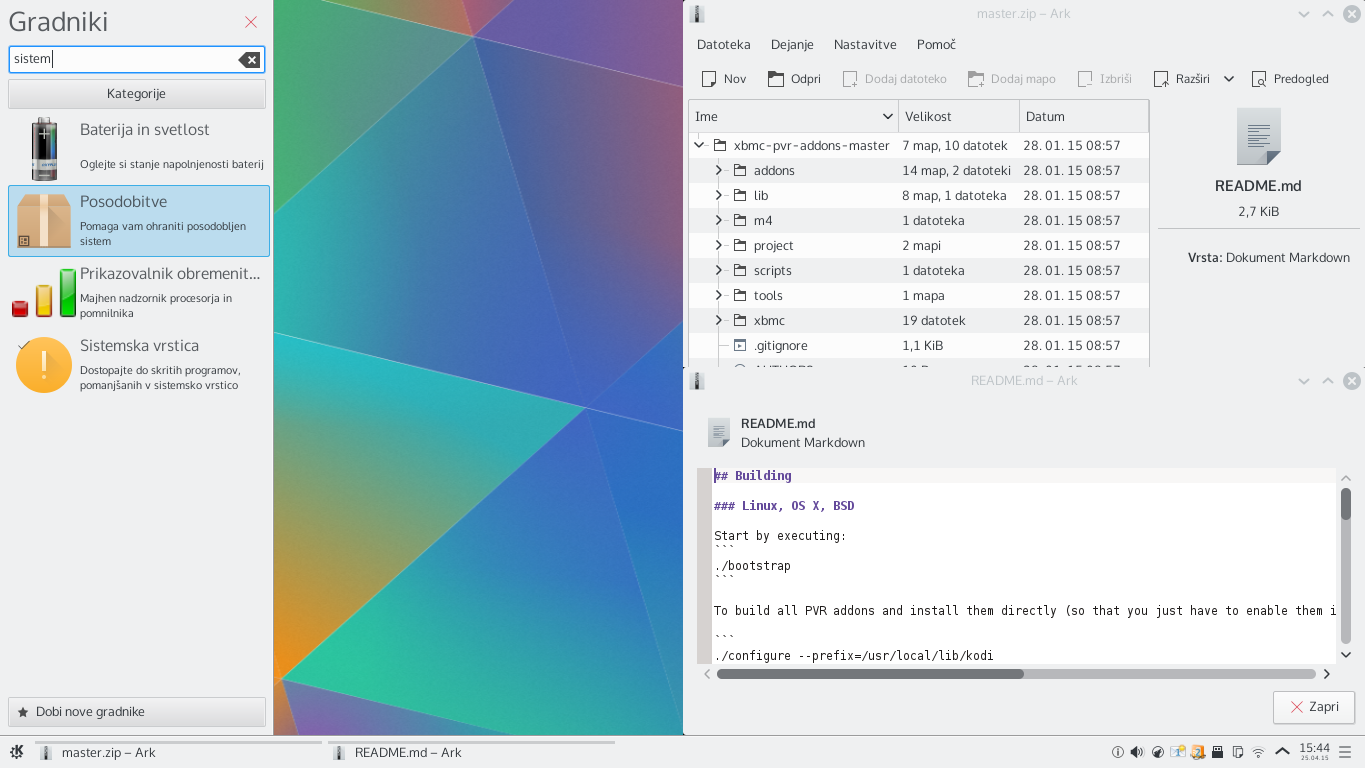 Gradniki
sistem
Kategorije
Baterija in svetlost
Oglejte si stanje napolnjenosti baterij
Posodobitve
Pomaga vam ohraniti posodobljen
sistem
Prikazovalnik obremenit...
Majhen nadzornik procesorja in
pomnilnika
Sistemska vrstica
Dostopajte do skritih programov,
pomanjšanih v sistemsko vrstico
Dobi nove gradnike
master.zip – Ark
Datoteka Dejanje Nastavitve Pomoč
Nov Odpri Dodaj datoteko Dodaj mapo Izbriši Razširi Predogled
Ime Velikost Datum
xbmc-pvr-addons-master 7 map, 10 datotek 28. 01. 15 08:57
addons 14 map, 2 datoteki 28. 01. 15 08:57
lib 8 map, 1 datoteka 28. 01. 15 08:57
m4 1 datoteka 28. 01. 15 08:57
project 2 mapi 28. 01. 15 08:57
scripts 1 datoteka 28. 01. 15 08:57
tools 1 mapa 28. 01. 15 08:57
xbmc 19 datotek 28. 01. 15 08:57
.gitignore 1,1 KiB 28. 01. 15 08:57
README.md
2,7 KiB
Vrsta: Dokument Markdown
README.md – Ark
README.md
Dokument Markdown
## Building
### Linux, OS X, BSD
Start by executing:
```
./bootstrap
```
To build all PVR addons and install them directly (so that you just have to enable them i
```
./configure --prefix=/usr/local/lib/kodi
Zapri
master.zip – Ark
README.md – Ark
15:44
25.04.15